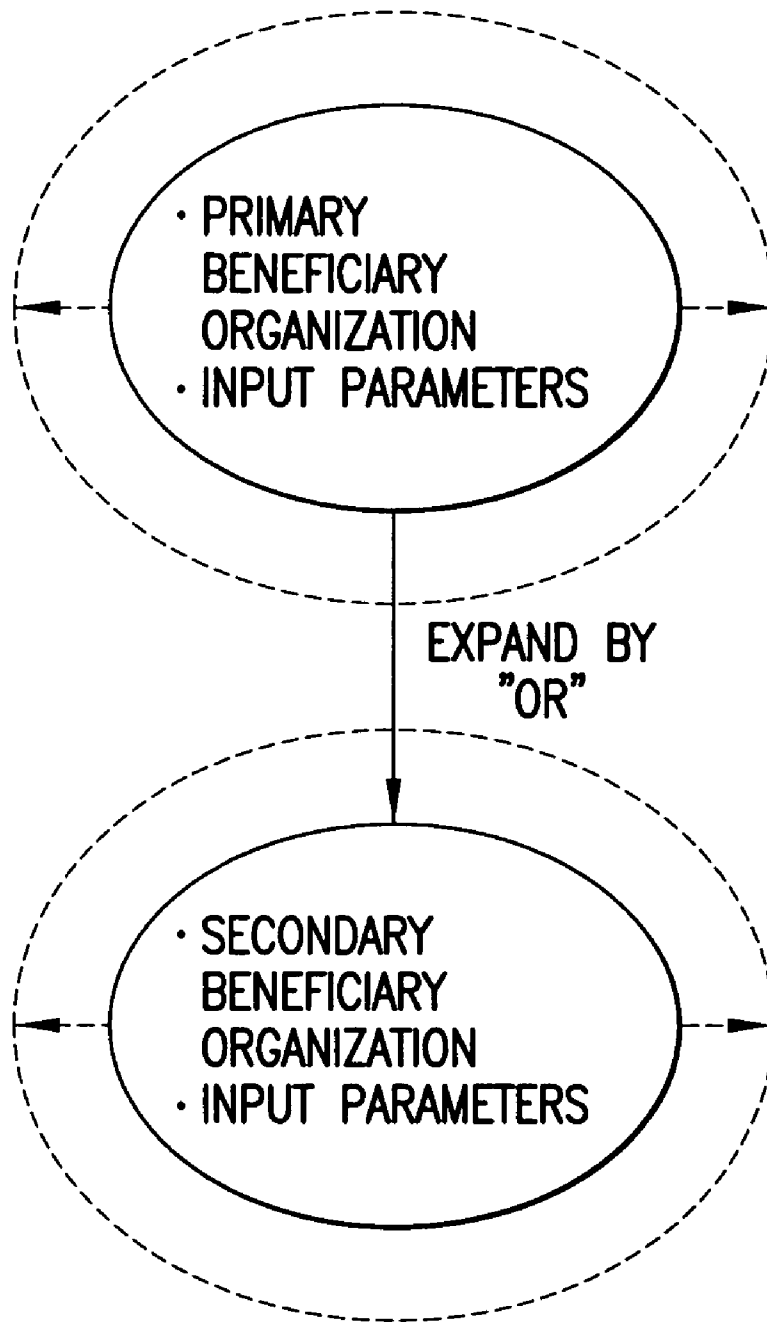 · PRIMARY
BENEFICIARY
ORGANIZATION
· INPUT PARAMETERS
EXPAND BY
"OR"
· SECONDARY
BENEFICIARY
ORGANIZATION
· INPUT PARAMETERS